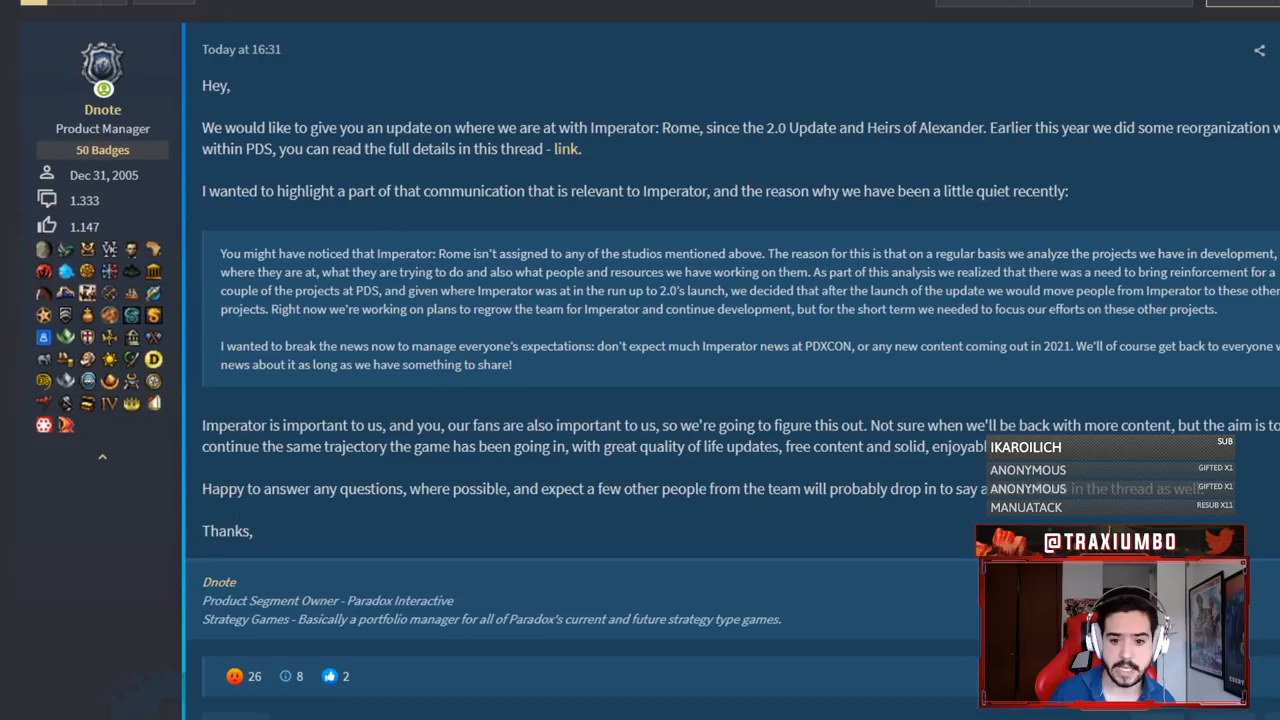 Today at 16:31
Dnote
Product Manager
50 Badges
Dec 31, 2005
1.333
1.147
Hey,
We would like to give you an update on where we are at with Imperator: Rome, since the 2.0 Update and Heirs of Alexander. Earlier this year we did some reorganization
within PDS, you can read the full details in this thread - link.
I wanted to highlight a part of that communication that is relevant to Imperator, and the reason why we have been a little quiet recently:
You might have noticed that Imperator: Rome isn't assigned to any of the studios mentioned above. The reason for this is that on a regular basis we analyze the projects we have in development,
where they are at, what they are trying to do and also what people and resources we have working on them. As part of this analysis we realized that there was a need to bring reinforcement for a
couple of the projects at PDS, and given where Imperator was at in the run up to 2.0's launch, we decided that after the launch of the update we would move people from Imperator to these other
projects. Right now we're working on plans to regrow the team for Imperator and continue development, but for the short term we needed to focus our efforts on these other projects.
I wanted to break the news now to manage everyone's expectations: don't expect much Imperator news at PDXCON, or any new content coming out in 2021. We'll of course get back to everyone
news about it as long as we have something to share!
Imperator is important to us, and you, our fans are also important to us, so we're going to figure this out. Not sure when we'll be back with more content, but the aim is to
continue the same trajectory the game has been going in, with great quality of life updates, free content and solid,
Happy to answer any questions, where possible, and expect a few other people from the team will probably drop in to say a in the thread as well.
Thanks,
Dnote
Product Segment Owner - Paradox Interactive
Strategy Games - Basically a portfolio manager for all of Paradox's current and future strategy type games.
26 8 2
IKAROILICH SUB
ANONYMOUS GIFTED X1
ANONYMOUS GIFTED X1
MANUATACK RESUB X11
@TRAXIUMBO